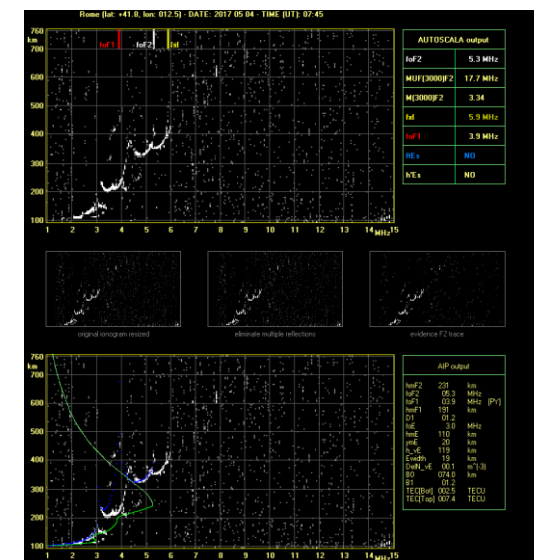 Rome (lat: +41.8, lon: 012.5) - DATE: 2017 05 04 - TIME (UT): 07:45
760
km
700
600
500
400
300
200
100
foF1
foF2
fxI
1 2 3 4 5 6 7 8 9 10 11 12 13 14 MHz 15
AUTOSCALA output
foF2 5.3 MHz
MUF(3000)F2 17.7 MHz
M(3000)F2 3.34
fxI 5.9 MHz
foF1 3.9 MHz
ftEs NO
h'Es NO
original ionogram resized
eliminate multiple reflections
evidence F2 trace
760
km
700
600
500
400
300
200
100
1 2 3 4 5 6 7 8 9 10 11 12 13 14 MHz 15
AIP output
hmF2 231 km
foF2 05.3 MHz
foF1 03.9 MHz [PY]
hmF1 191 km
D1 01.2
foE 3.0 MHz
hmE 110 km
ymE 20 km
h_vE 119 km
Ewidth 19 km
DelN_vE 00.1 m^(-3)
B0 074.0 km
B1 01.2
TEC[Bot] 002.5 TECU
TEC[Top] 007.4 TECU